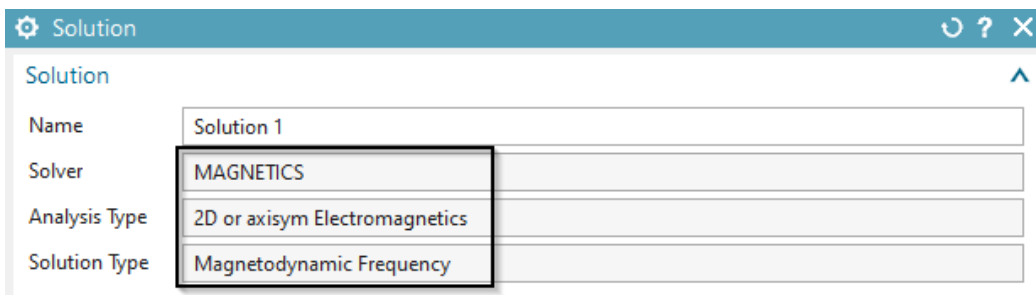 Solution ?
Solution
Name Solution 1
Solver MAGNETICS
Analysis Type 2D or axisym Electromagnetics
Solution Type Magnetodynamic Frequency